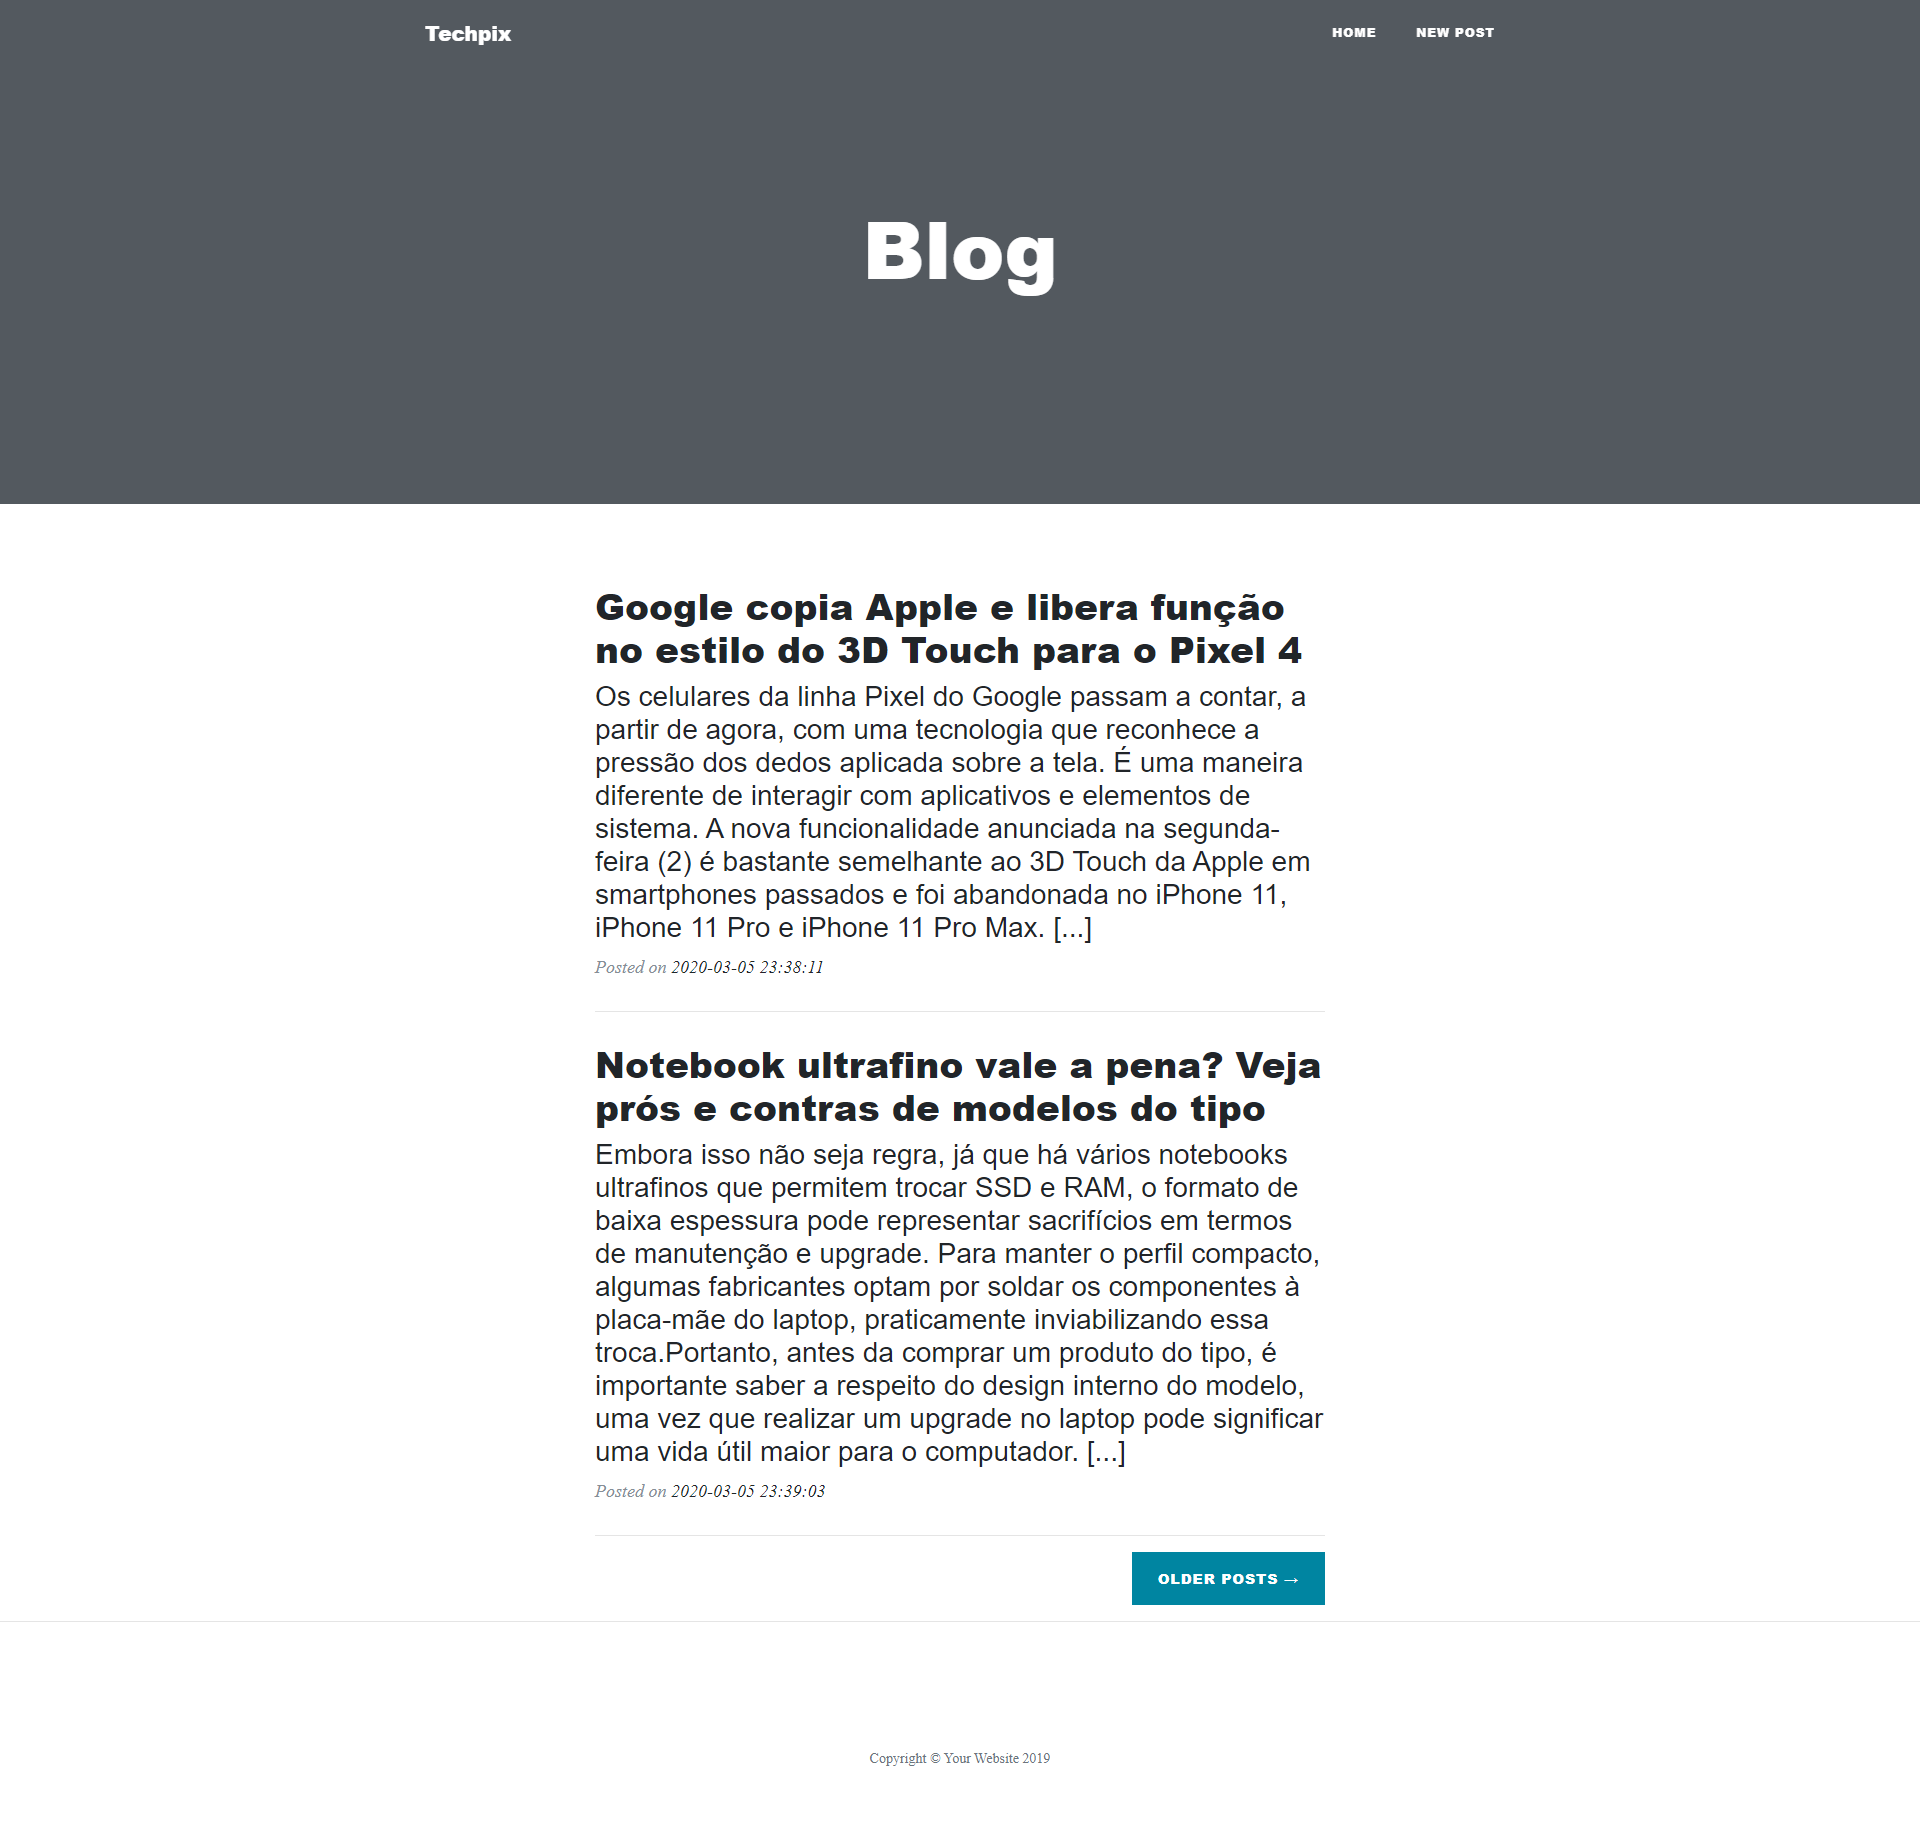 Techpix
HOME
NEW POST
Blog
Google copia Apple e libera função
no estilo do 3D Touch para o Pixel 4
Os celulares da linha Pixel do Google passam a contar, a
partir de agora, com uma tecnologia que reconhece a
pressão dos dedos aplicada sobre a tela. É uma maneira
diferente de interagir com aplicativos e elementos de
sistema. A nova funcionalidade anunciada na segunda-
feira (2) é bastante semelhante ao 3D Touch da Apple em
smartphones passados e foi abandonada no iPhone 11,
iPhone 11 Pro e iPhone 11 Pro Max. [...]
Posted on 2020-03-05 23:38:11
Notebook ultrafino vale a pena? Veja
prós e contras de modelos do tipo
Embora isso não seja regra, já que há vários notebooks
ultrafinos que permitem trocar SSD e RAM, o formato de
baixa espessura pode representar sacrifícios em termos
de manutenção e upgrade. Para manter o perfil compacto,
algumas fabricantes optam por soldar os componentes à
placa-mãe do laptop, praticamente inviabilizando essa
troca.Portanto, antes da comprar um produto do tipo, é
importante saber a respeito do design interno do modelo,
uma vez que realizar um upgrade no laptop pode significar
uma vida útil maior para o computador. [...]
Posted on 2020-03-05 23:39:03
OLDER POSTS →
Copyright © Your Website 2019